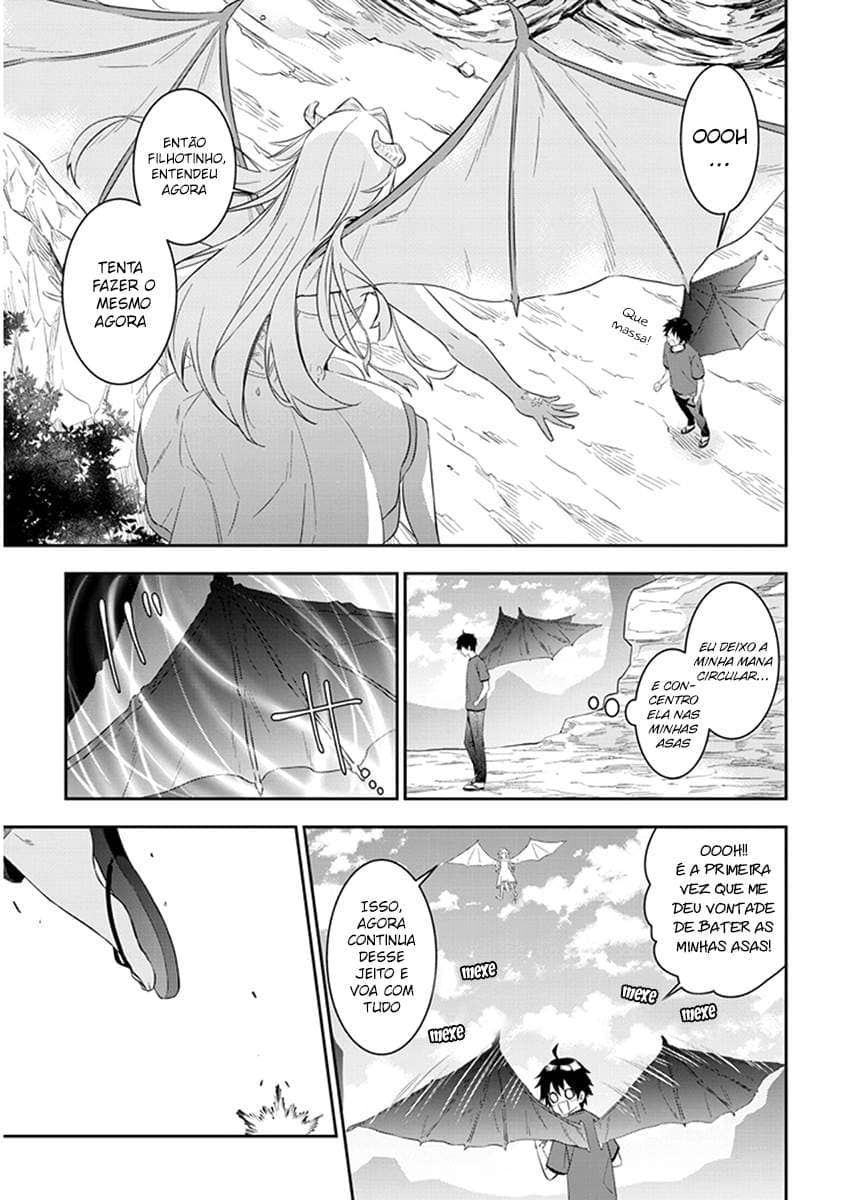 OOOH
...
Que
massa!
ENTÃO
FILHOTINHO,
ENTENDEU
AGORA
TENTA
FAZER O
MESMO
AGORA
EU DEIXO A
MINHA MANA
CIRCULAR...
E CON-
CENTRO
ELA NAS
MINHAS
ASAS
OOOH!!
É A PRIMEIRA
VEZ QUE ME
DEU VONTADE
DE BATER AS
MINHAS ASAS!
mexe
mexe
mexe
mexe
ISSO,
AGORA
CONTINUA
DESSE
JEITO E
VOA COM
TUDO